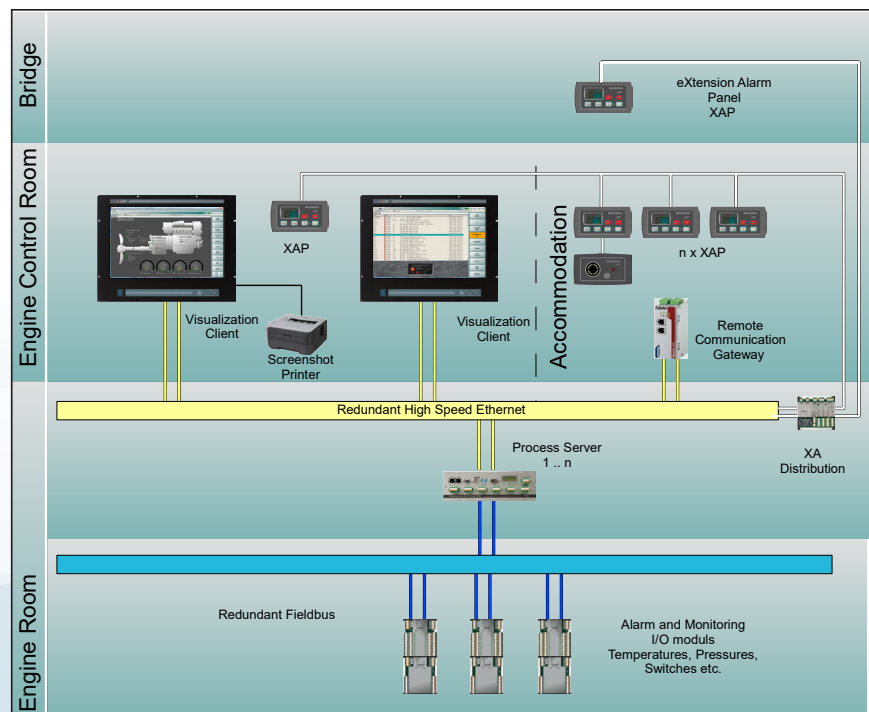 Bridge
eXtension Alarm
Panel
XAP
Engine Control Room
XAP
Accommodation
n x XAP
Visualization
Client
Screenshot
Printer
Visualization
Client
Remote
Communication
Gateway
Redundant High Speed Ethernet
Process Server
1 .. n
XA
Distribution
Engine Room
Redundant Fieldbus
Alarm and Monitoring
I/O moduls
Temperatures, Pressures,
Switches etc.